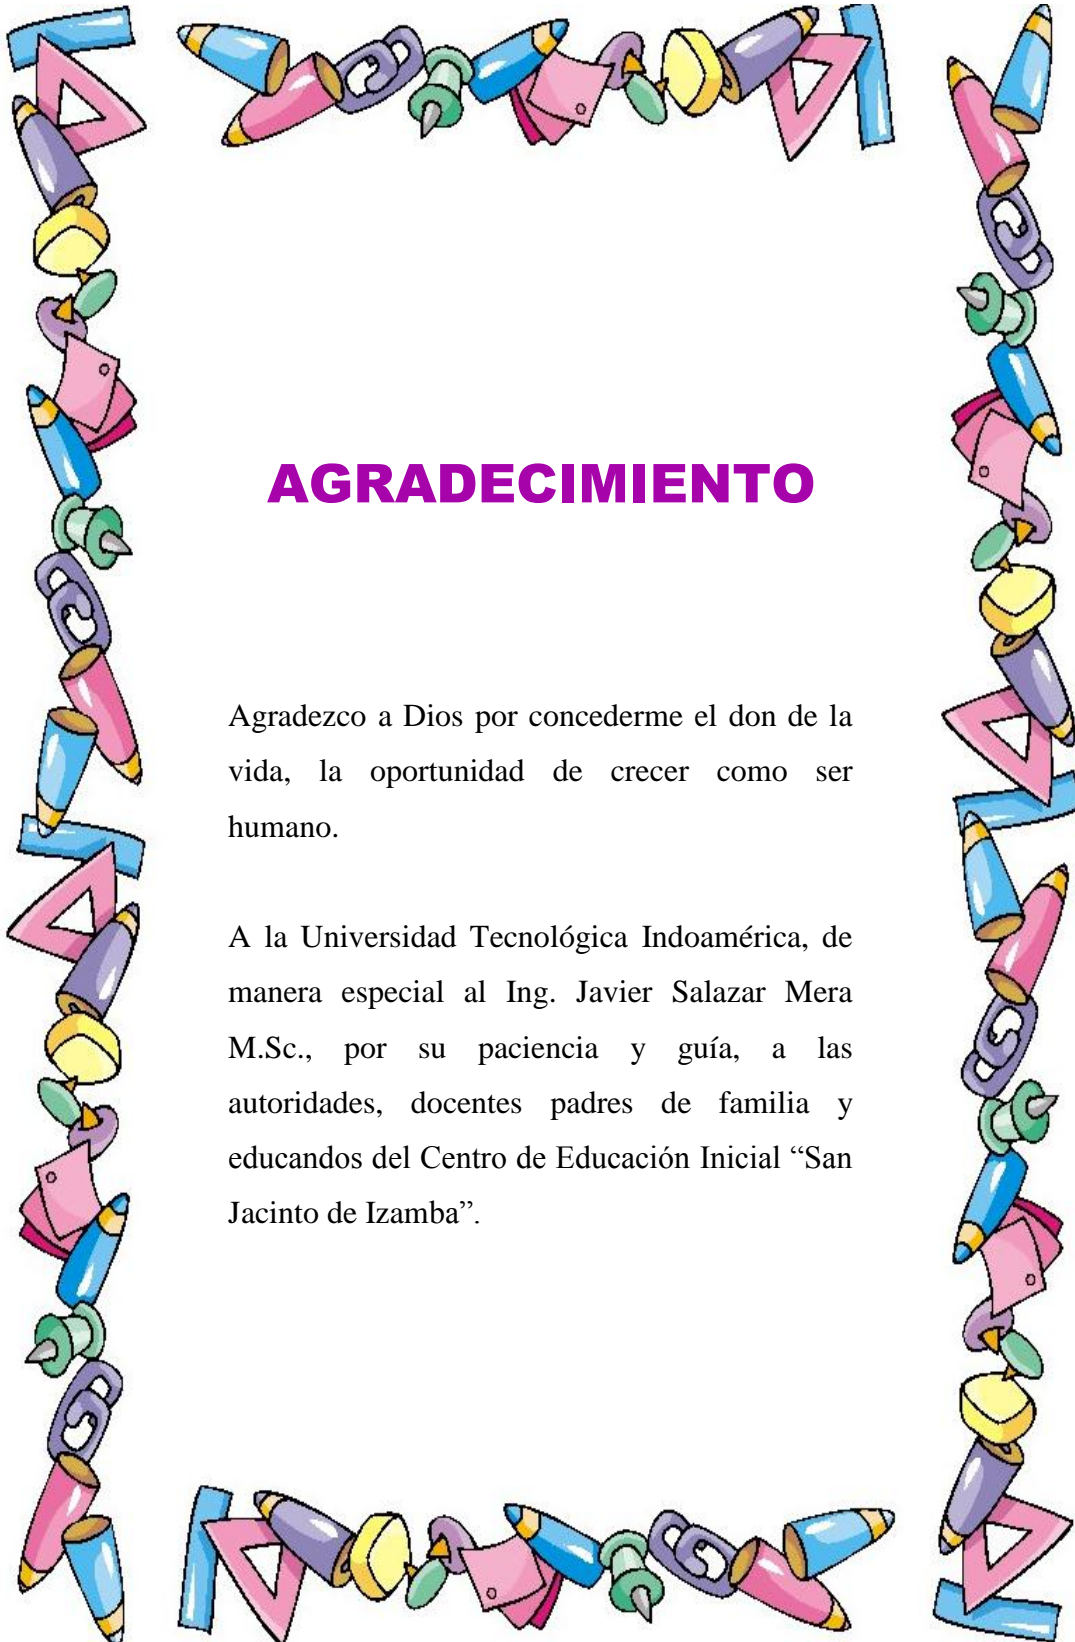 AGRADECIMIENTO
Agradezco a Dios por concederme el don de la
vida, la oportunidad de crecer como ser
humano.
A la Universidad Tecnológica Indoamérica, de
manera especial al Ing. Javier Salazar Mera
M.Sc., por su paciencia y guía, a las
autoridades, docentes padres de familia y
educandos del Centro de Educación Inicial “San
Jacinto de Izamba”.